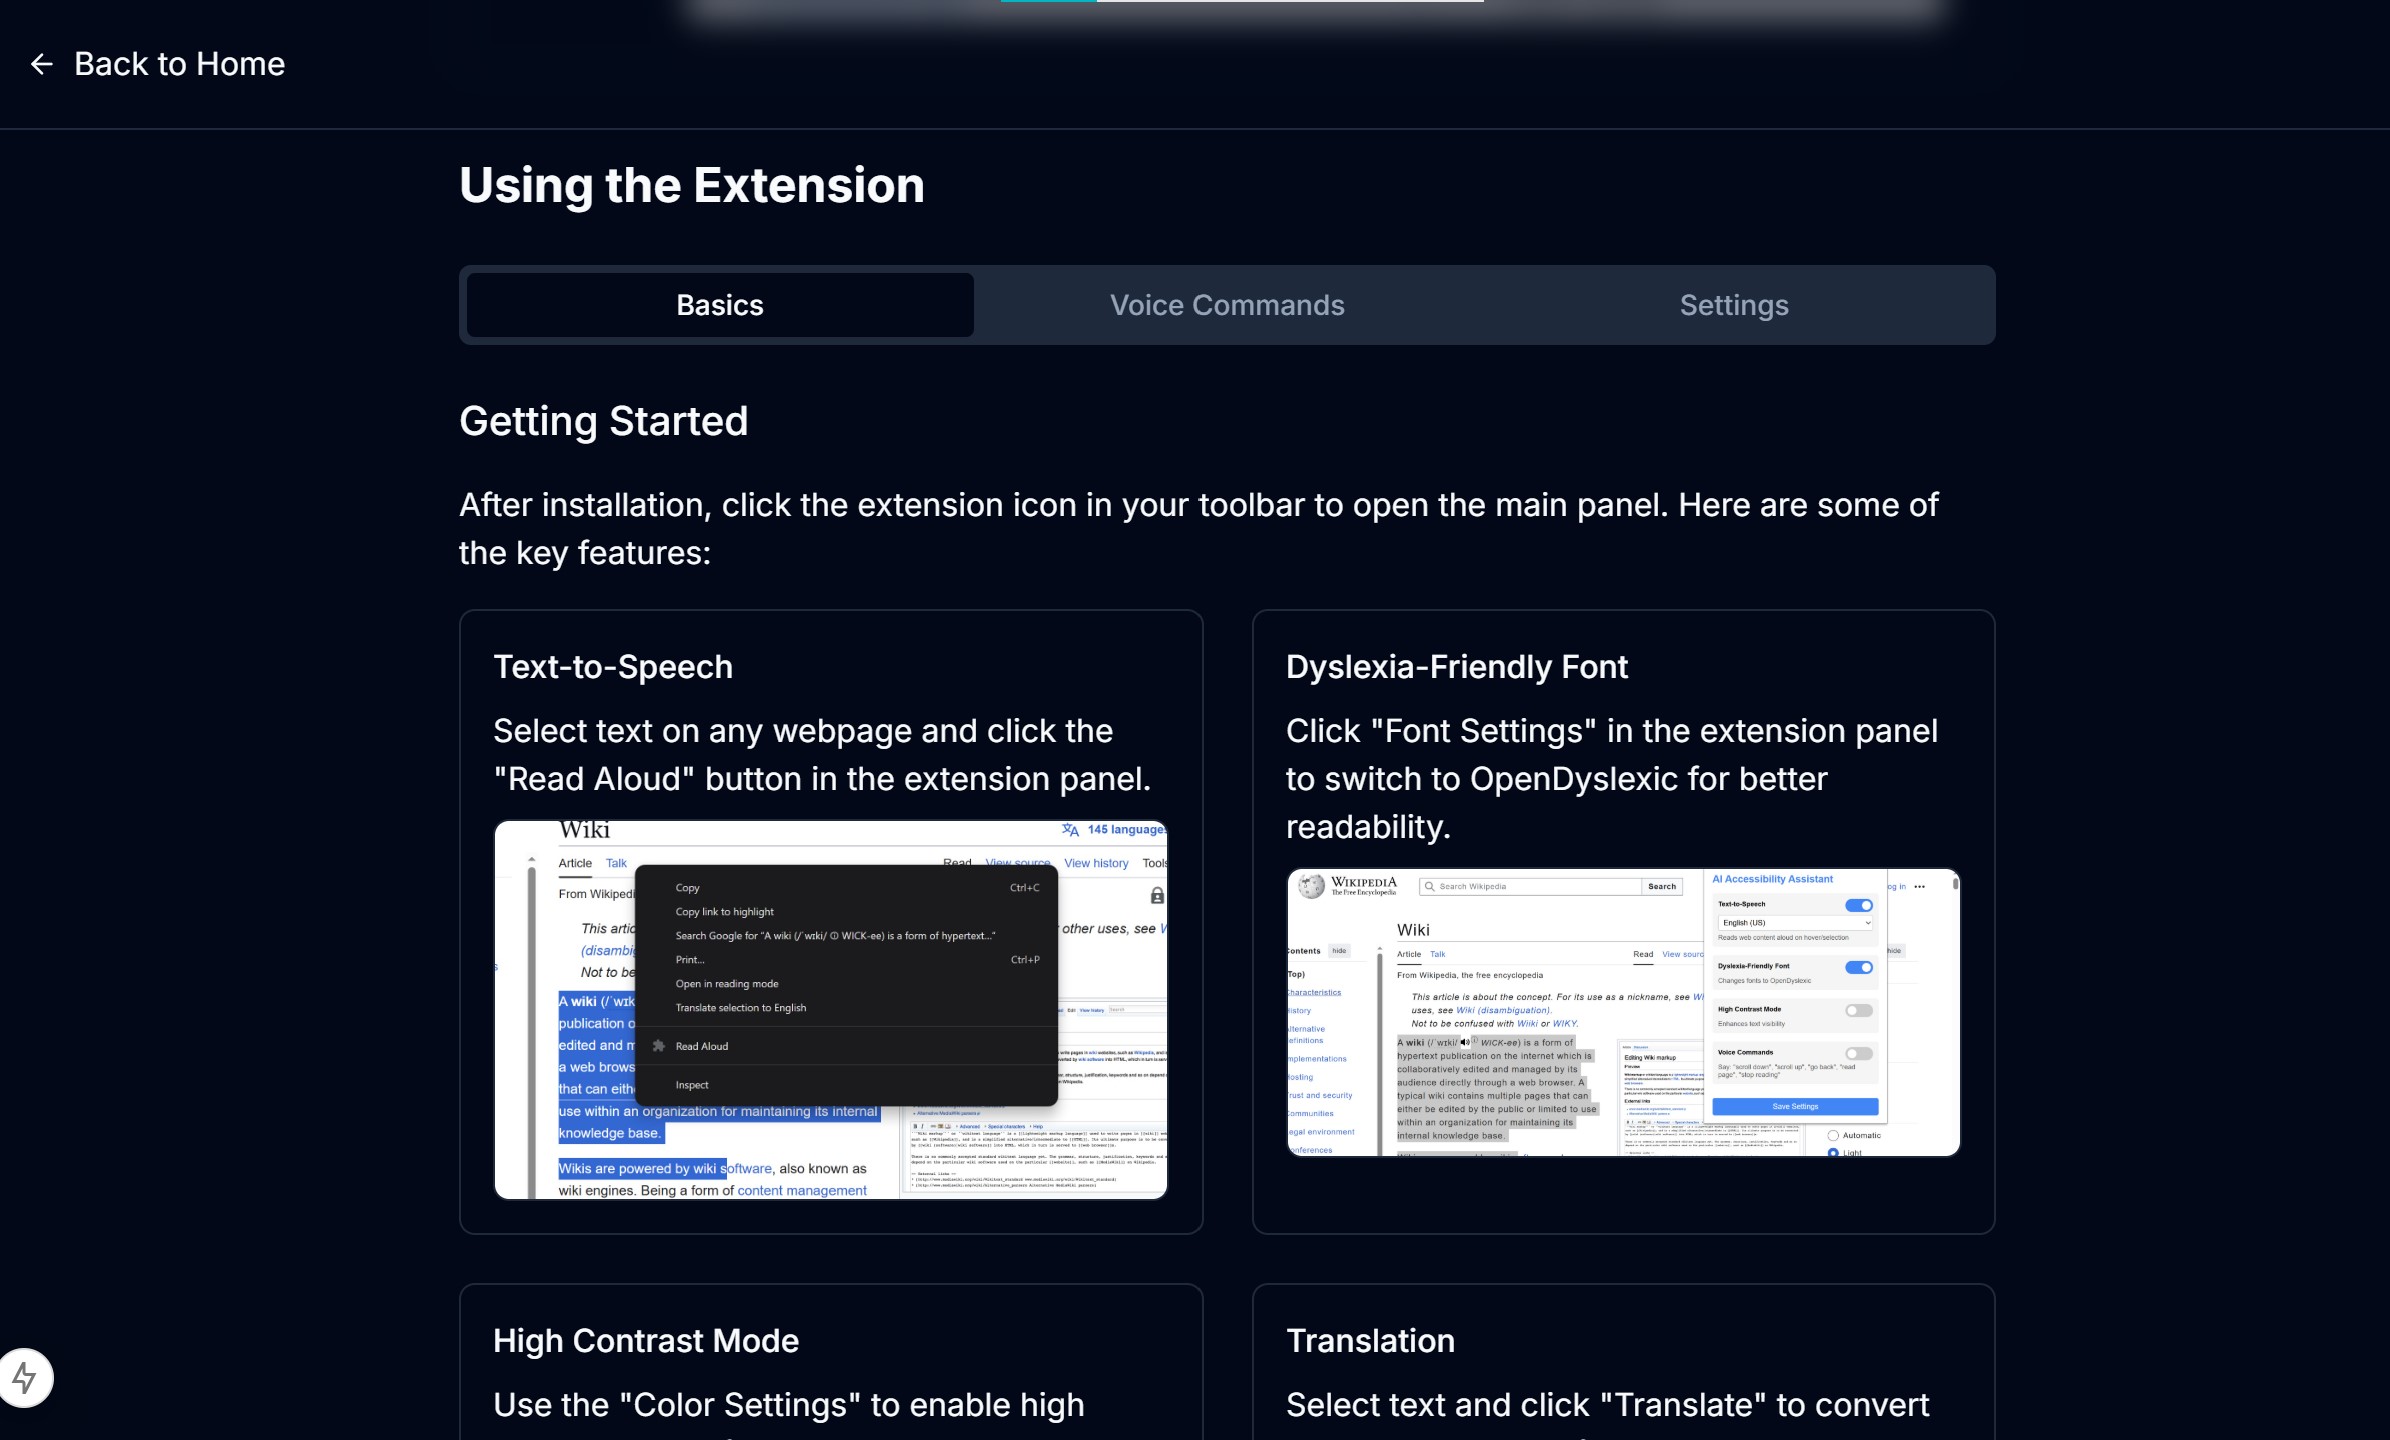 Back to Home
Using the Extension
Basics
Voice Commands
Settings
Getting Started
After installation, click the extension icon in your toolbar to open the main panel. Here are some of
the key features:
Text-to-Speech
Select text on any webpage and click the
"Read Aloud" button in the extension panel.
Wiki
145 languages
Article Talk
Read View source View history Tools
From Wikipedi
This artic
other uses, see W
(disambi
Not to be
A wiki (/ˈwɪk
publication o
edited and m
a web brows
that can eith
use within an organization for maintaining its internal
knowledge base.
Wikis are powered by wiki software, also known as
wiki engines. Being a form of content management
Copy Ctrl+C
Copy link to highlight
Search Google for "A wiki (/ˈwɪki/ ⓘ WICK-ee) is a form of hypertext..."
Print... Ctrl+P
Open in reading mode
Translate selection to English
Read Aloud
Inspect
Dyslexia-Friendly Font
Click "Font Settings" in the extension panel
to switch to OpenDyslexic for better
readability.
WIKIPEDIA
The Free Encyclopedia
Search Wikipedia
Search
og in
Contents hide
(Top)
Characteristics
History
Alternative
definitions
Implementations
Hosting
Trust and security
Communities
Legal environment
Conferences
Wiki
Article Talk
Read View sourc
From Wikipedia, the free encyclopedia
This article is about the concept. For its use as a nickname, see Wi
uses, see Wiki (disambiguation).
Not to be confused with Wiiki or WIKY.
A wiki (/ˈwɪki/ WICK-ee) is a form of
hypertext publication on the internet which is
collaboratively edited and managed by its
audience directly through a web browser. A
typical wiki contains multiple pages that can
either be edited by the public or limited to use
within an organization for maintaining its
internal knowledge base.
Editing Wiki markup
AI Accessibility Assistant
Text-to-Speech
English (US)
Reads web content aloud on hover/selection
Dyslexia-Friendly Font
Changes fonts to OpenDyslexic
High Contrast Mode
Enhances text visibility
Voice Commands
Say: "scroll down", "scroll up", "go back", "read
page", "stop reading"
Save Settings
hide
Automatic
Light
High Contrast Mode
Use the "Color Settings" to enable high
Translation
Select text and click "Translate" to convert